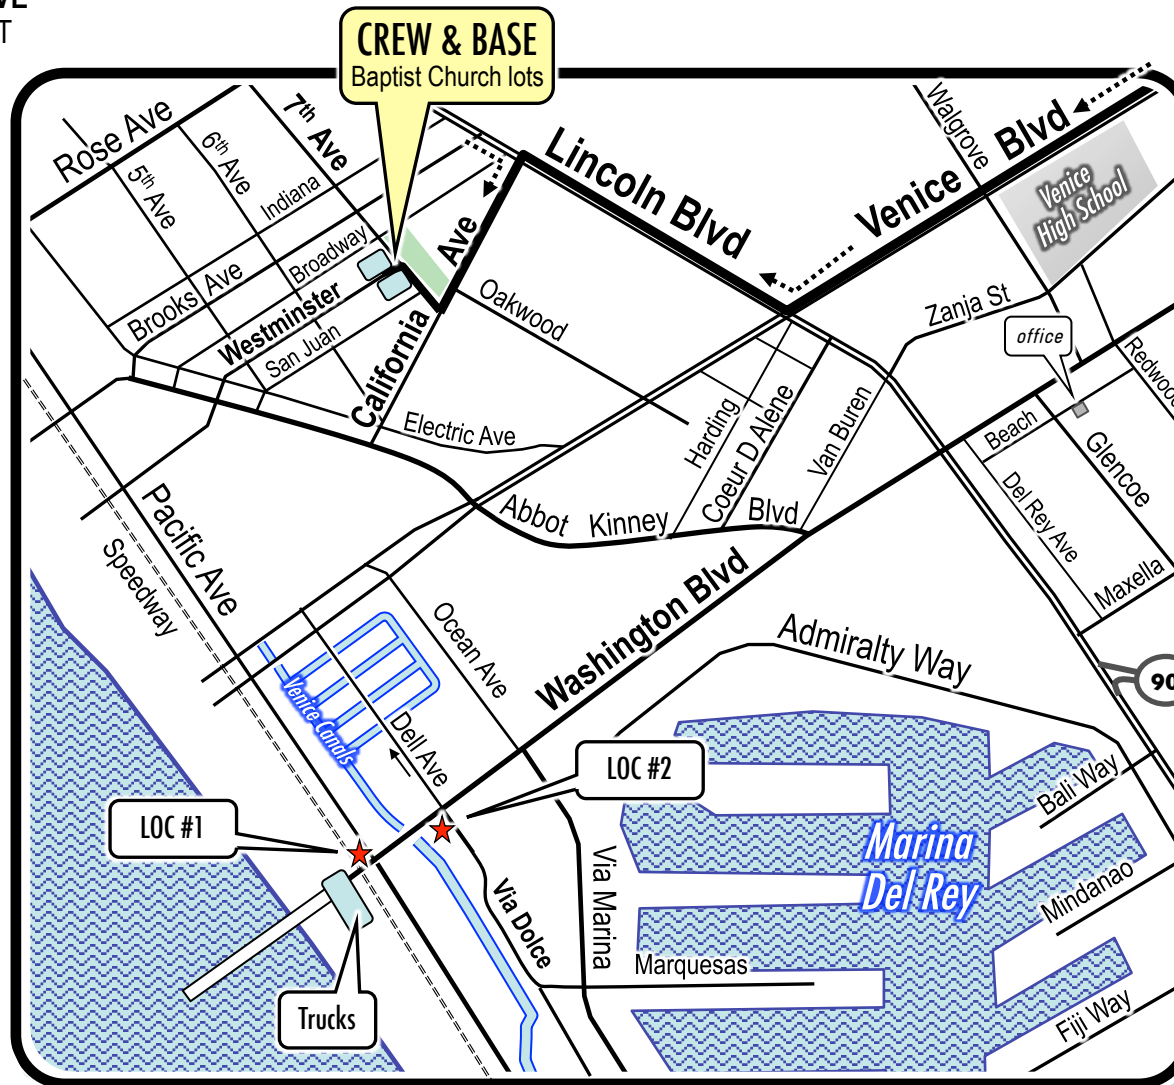 VE
T
CREW & BASE
Baptist Church lots
Rose Ave
5th Ave
6th Ave
7th Ave
Indiana
Brooks Ave
Broadway
Westminster
San Juan
California
Ave
Oakwood
Lincoln Blvd
Venice Blvd
Walgrove
Venice
High School
Zanja St
office
Redwood
Beach
Glencoe
Del Rey Ave
Maxella
Harding
Coeur D Alene
Van Buren
Electric Ave
Abbot Kinney Blvd
Pacific Ave
Speedway
Ocean Ave
Washington Blvd
Admiralty Way
90
Venice Canals
Dell Ave
LOC #2
LOC #1
Bali Way
Marina
Del Rey
Mindanao
Via Marina
Via Dolce
Marquesas
Trucks
Fiji Way